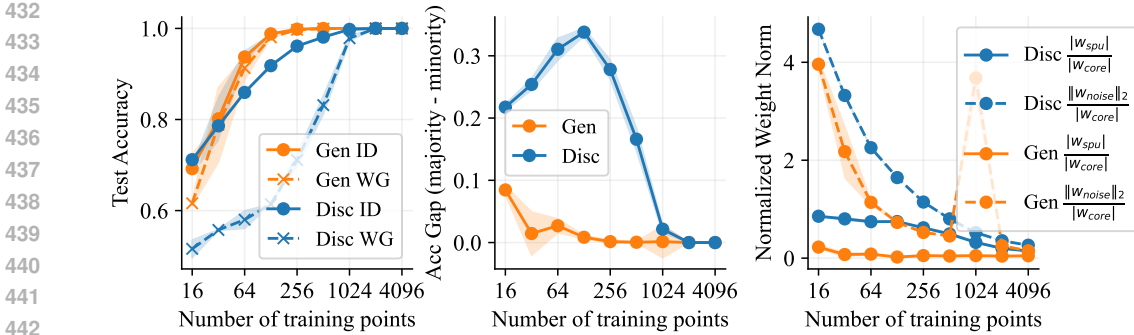 432
433
434
435
436
437
438
439
440
441
442
Test Accuracy
1.0
0.8
0.6
16 64 256 1024 4096
Number of training points
Gen ID
Gen WG
Disc ID
Disc WG
Acc Gap (majority - minority)
0.3
0.2
0.1
0.0
16 64 256 1024 4096
Number of training points
Gen
Disc
Normalized Weight Norm
4
2
0
16 64 256 1024 4096
Number of training points
Disc |w_spu| / |w_core|
Disc ‖w_noise‖₂ / |w_core|
Gen |w_spu| / |w_core|
Gen ‖w_noise‖₂ / |w_core|